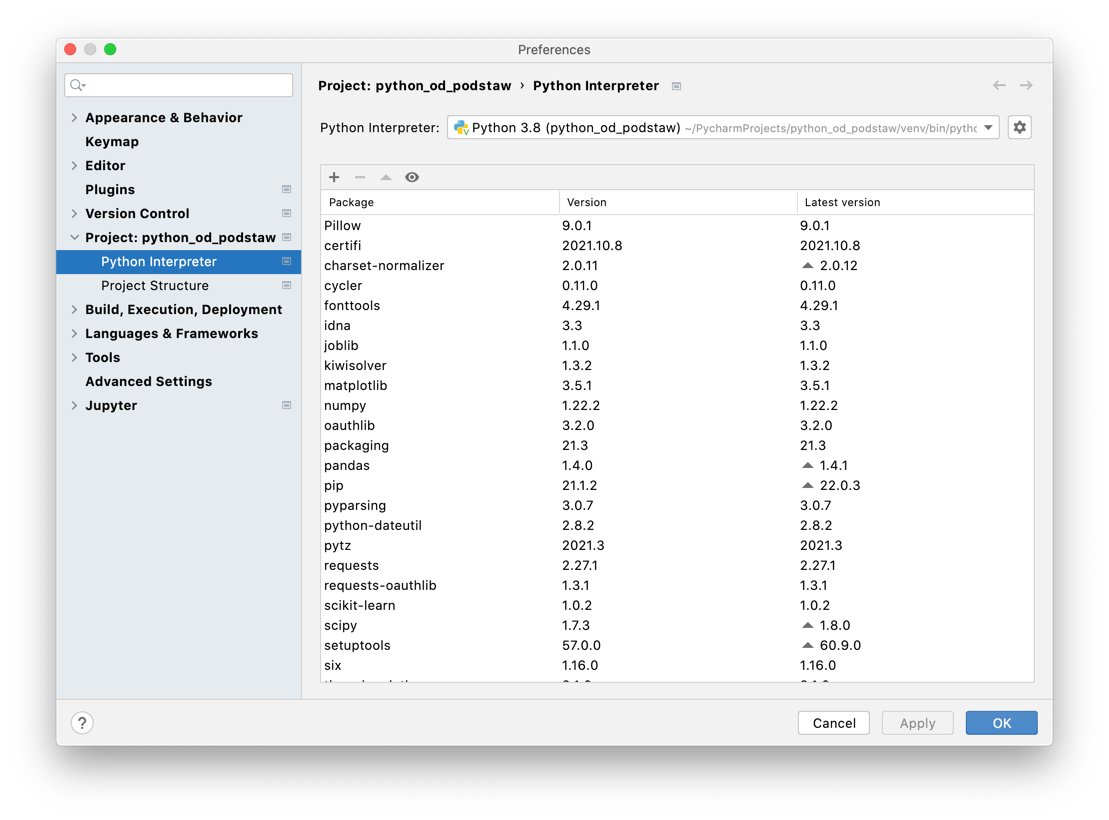 Preferences
Appearance & Behavior
Keymap
Editor
Plugins
Version Control
Project: python_od_podstaw
Python Interpreter
Project Structure
Build, Execution, Deployment
Languages & Frameworks
Tools
Advanced Settings
Jupyter
Project: python_od_podstaw › Python Interpreter
Python Interpreter: Python 3.8 (python_od_podstaw) ~/PycharmProjects/python_od_podstaw/venv/bin/pytho
Package Version Latest version
Pillow 9.0.1 9.0.1
certifi 2021.10.8 2021.10.8
charset-normalizer 2.0.11 2.0.12
cycler 0.11.0 0.11.0
fonttools 4.29.1 4.29.1
idna 3.3 3.3
joblib 1.1.0 1.1.0
kiwisolver 1.3.2 1.3.2
matplotlib 3.5.1 3.5.1
numpy 1.22.2 1.22.2
oauthlib 3.2.0 3.2.0
packaging 21.3 21.3
pandas 1.4.0 1.4.1
pip 21.1.2 22.0.3
pyparsing 3.0.7 3.0.7
python-dateutil 2.8.2 2.8.2
pytz 2021.3 2021.3
requests 2.27.1 2.27.1
requests-oauthlib 1.3.1 1.3.1
scikit-learn 1.0.2 1.0.2
scipy 1.7.3 1.8.0
setuptools 57.0.0 60.9.0
six 1.16.0 1.16.0
? Cancel Apply OK